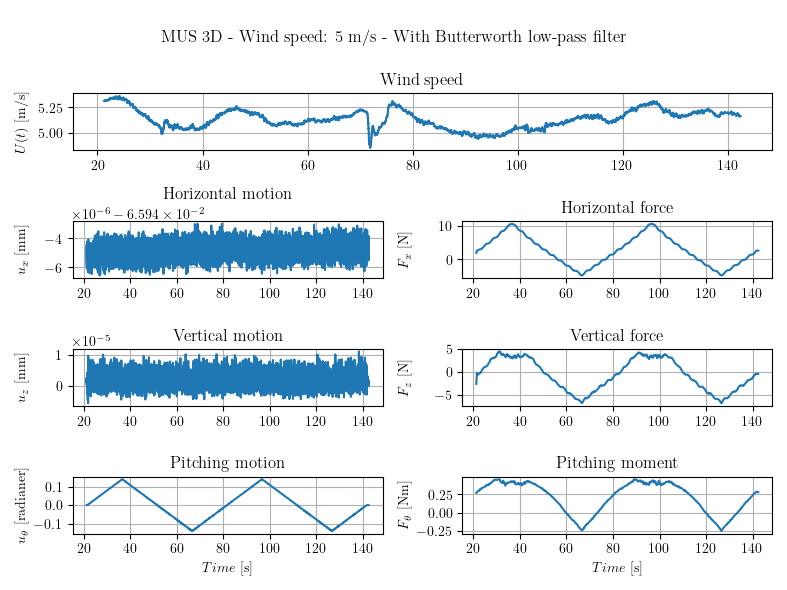 MUS 3D - Wind speed: 5 m/s - With Butterworth low-pass filter
Wind speed
U(t) [m/s]
5.25
5.00
20 40 60 80 100 120 140
Horizontal motion
×10⁻⁶ − 6.594 × 10⁻²
u_x [mm]
−4
−6
20 40 60 80 100 120 140
Horizontal force
F_x [N]
10
0
20 40 60 80 100 120 140
Vertical motion
×10⁻⁵
u_z [mm]
1
0
20 40 60 80 100 120 140
Vertical force
F_z [N]
5
0
−5
20 40 60 80 100 120 140
Pitching motion
u_θ [radianer]
0.1
0.0
−0.1
20 40 60 80 100 120 140
Time [s]
Pitching moment
F_θ [Nm]
0.25
0.00
−0.25
20 40 60 80 100 120 140
Time [s]